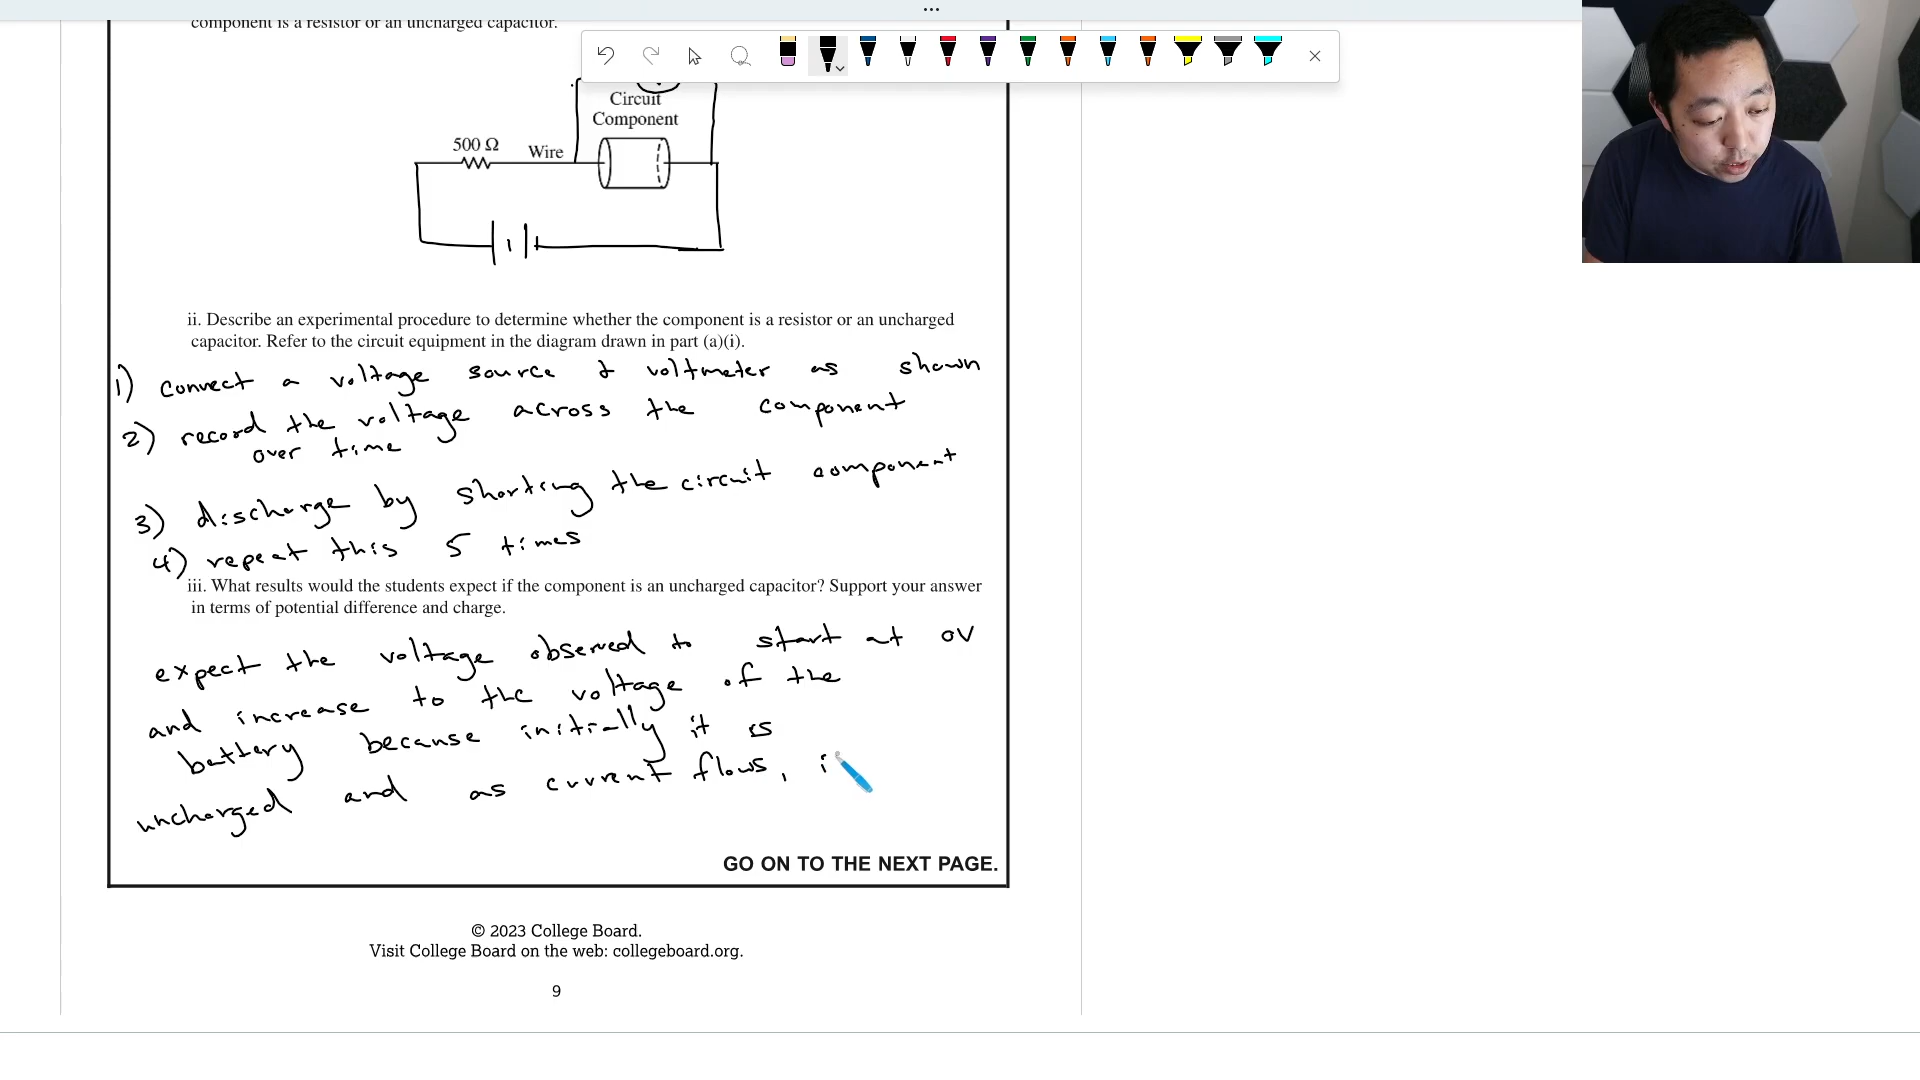 component is a resistor or an uncharged capacitor.
Circuit
Component
500 Ω
Wire
ii. Describe an experimental procedure to determine whether the component is a resistor or an uncharged
capacitor. Refer to the circuit equipment in the diagram drawn in part (a)(i).
1) connect a voltage source & voltmeter as shown
2) record the voltage across the component
over time
3) discharge by shorting the circuit component
4) repeat this 5 times
iii. What results would the students expect if the component is an uncharged capacitor? Support your answer
in terms of potential difference and charge.
expect the voltage observed to start at 0V
and increase to the voltage of the
battery because initially it is
uncharged and as current flows, i
GO ON TO THE NEXT PAGE.
© 2023 College Board.
Visit College Board on the web: collegeboard.org.
9